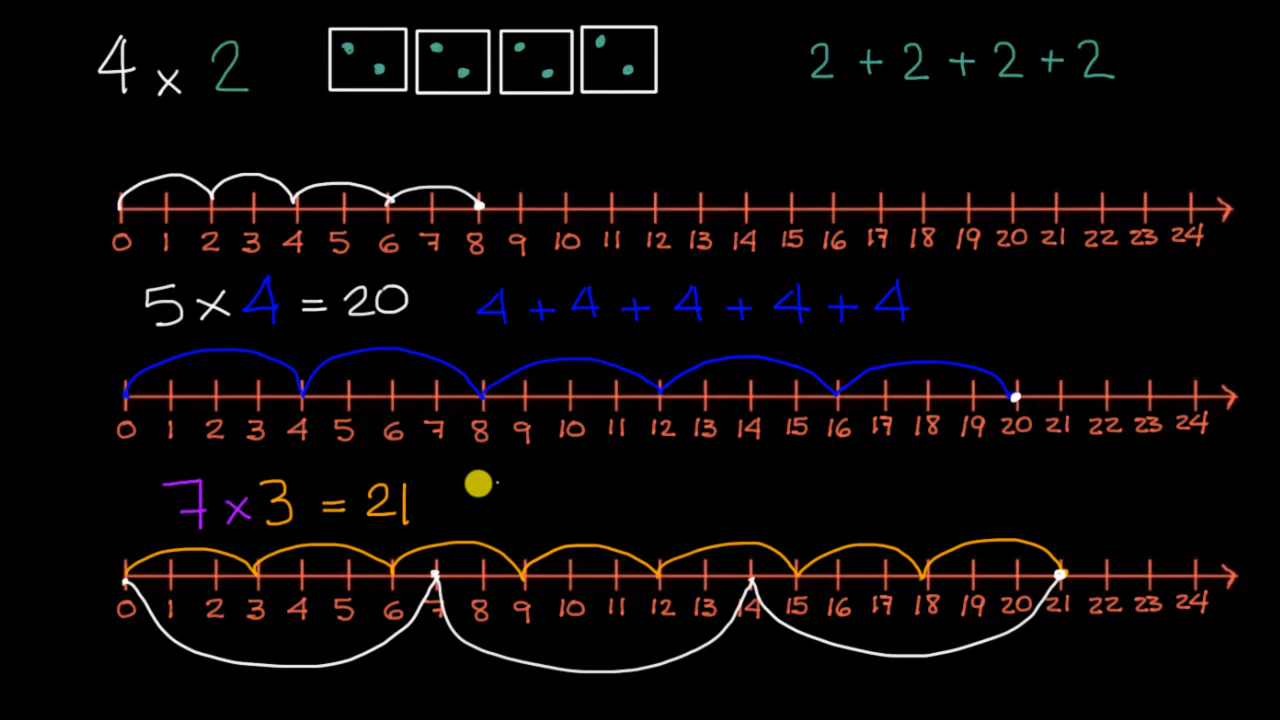 4 x 2 2 + 2 + 2 + 2
0 1 2 3 4 5 6 7 8 9 10 11 12 13 14 15 16 17 18 19 20 21 22 23 24
5 x 4 = 20 4 + 4 + 4 + 4 + 4
0 1 2 3 4 5 6 7 8 9 10 11 12 13 14 15 16 17 18 19 20 21 22 23 24
7 x 3 = 21
0 1 2 3 4 5 6 7 8 9 10 11 12 13 14 15 16 17 18 19 20 21 22 23 24